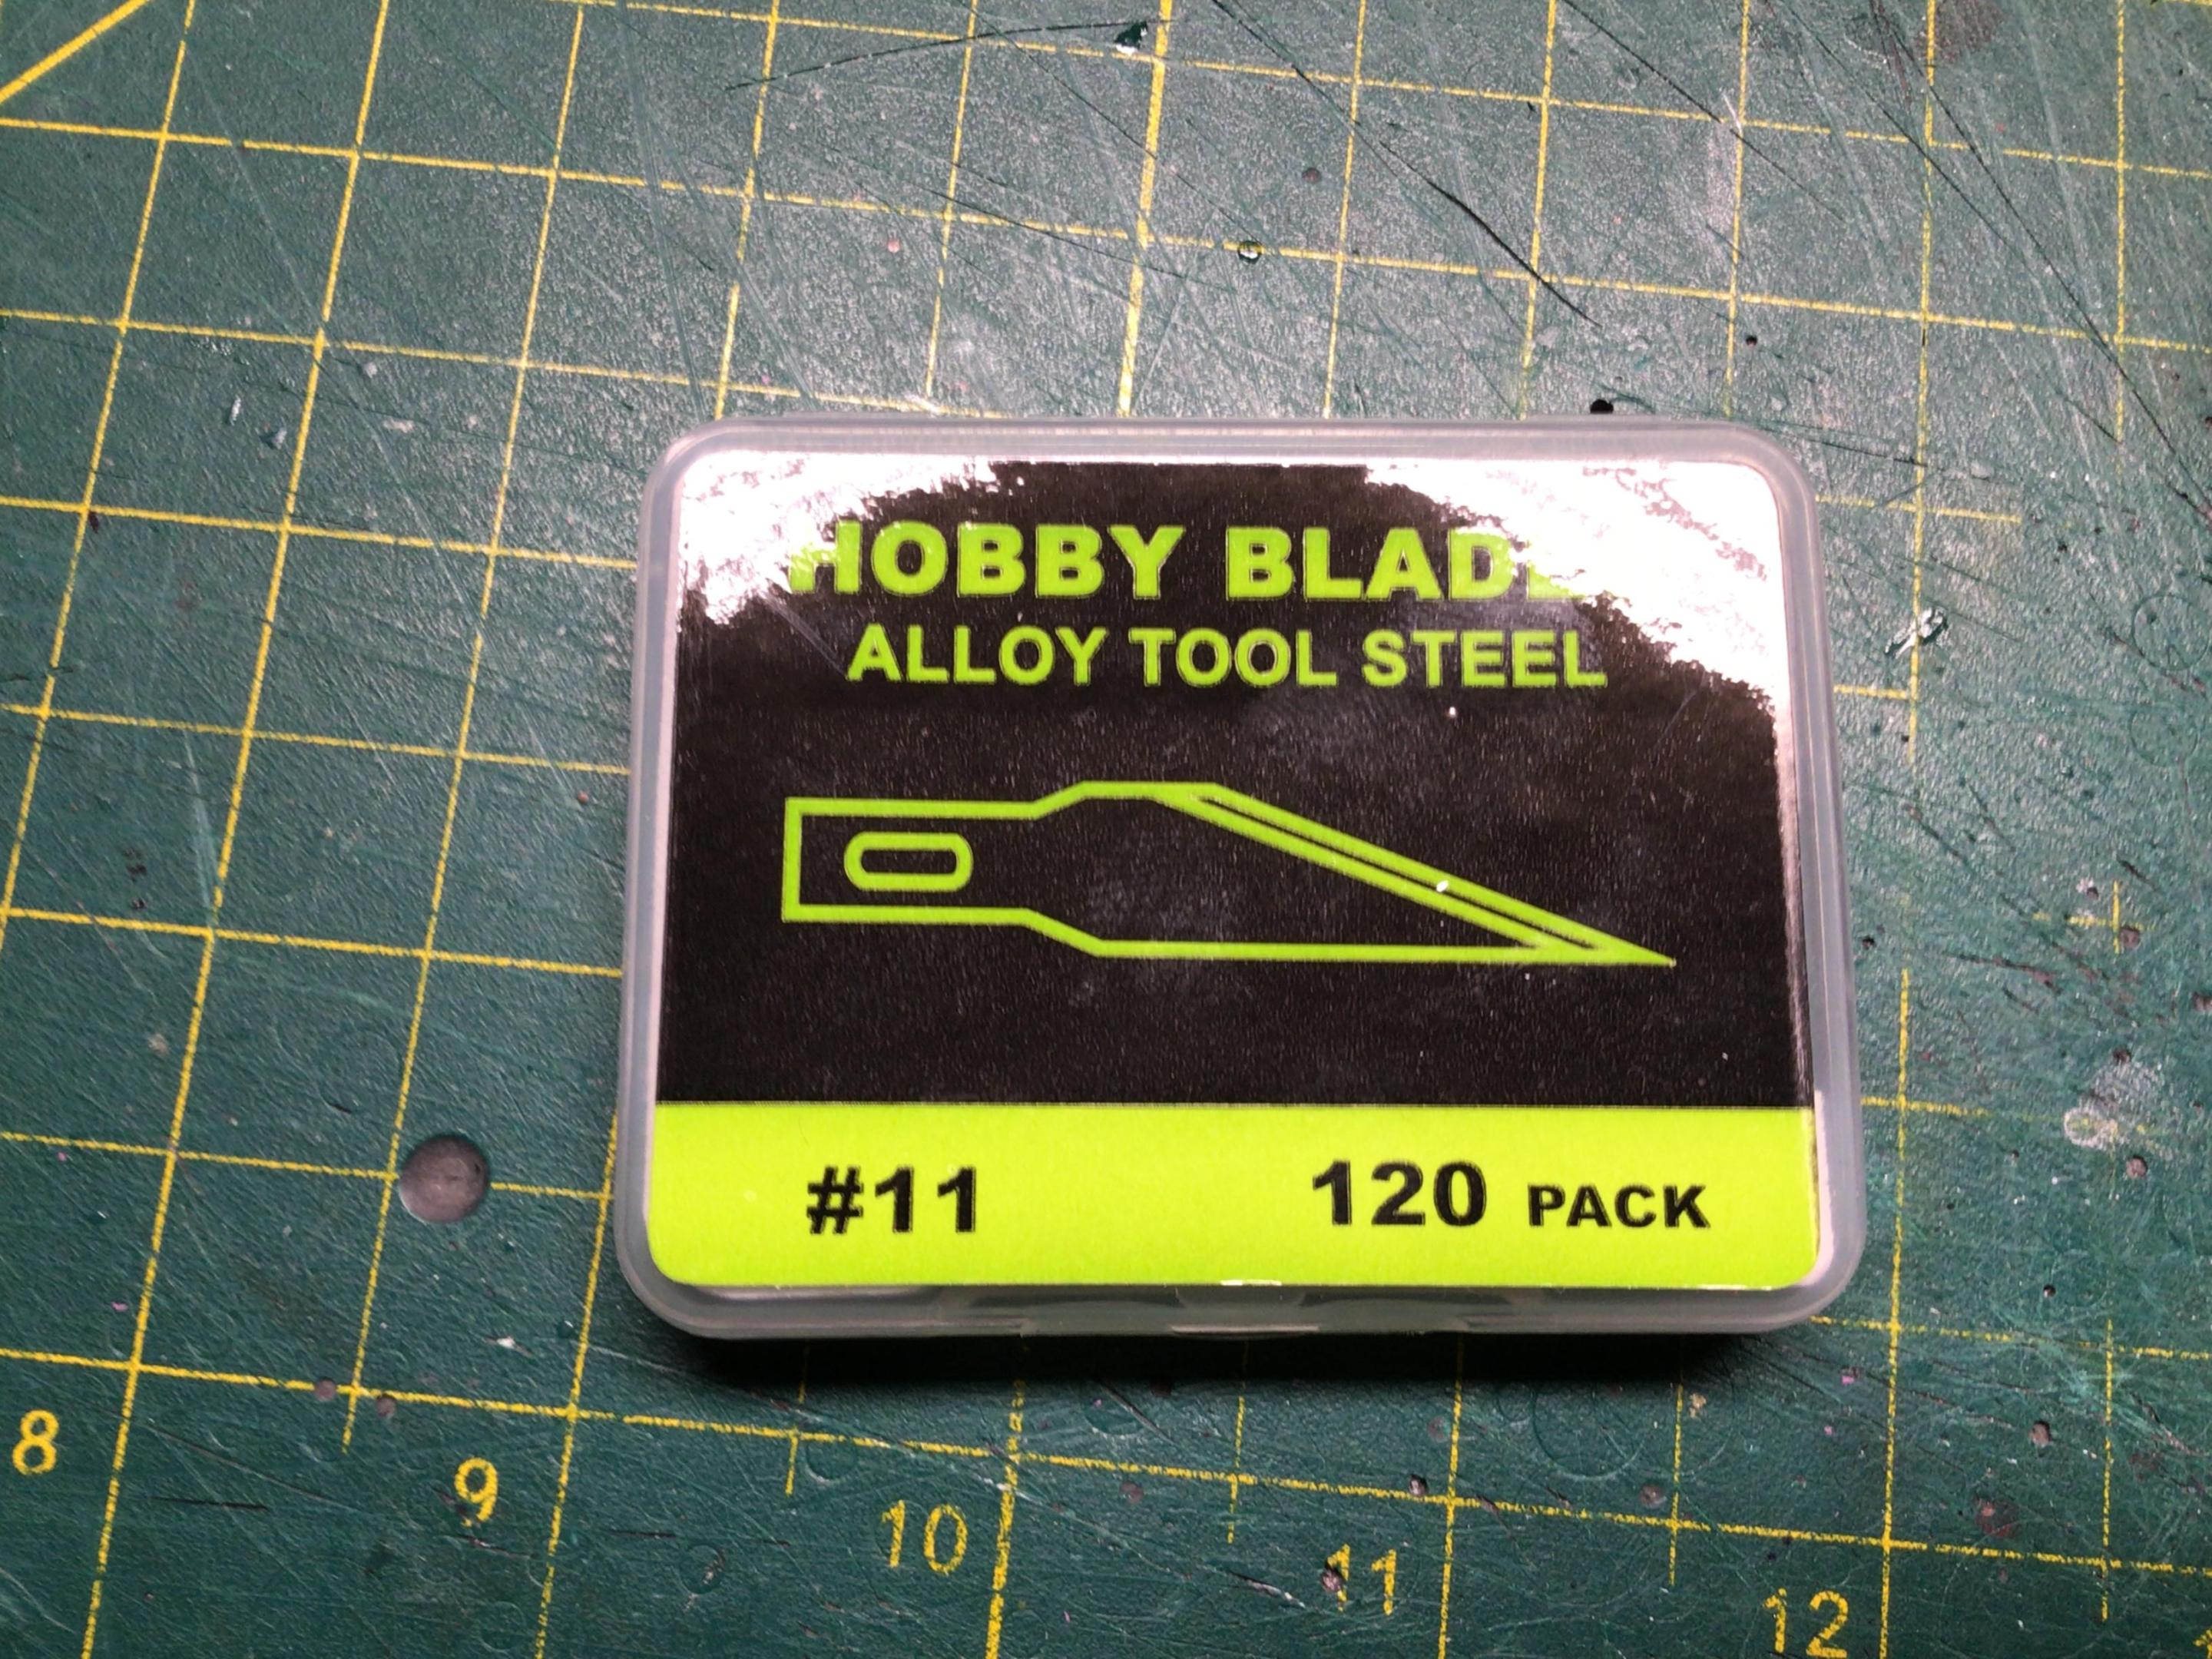 HOBBY BLADE
ALLOY TOOL STEEL
#11
120 PACK
8
9
10
11
12